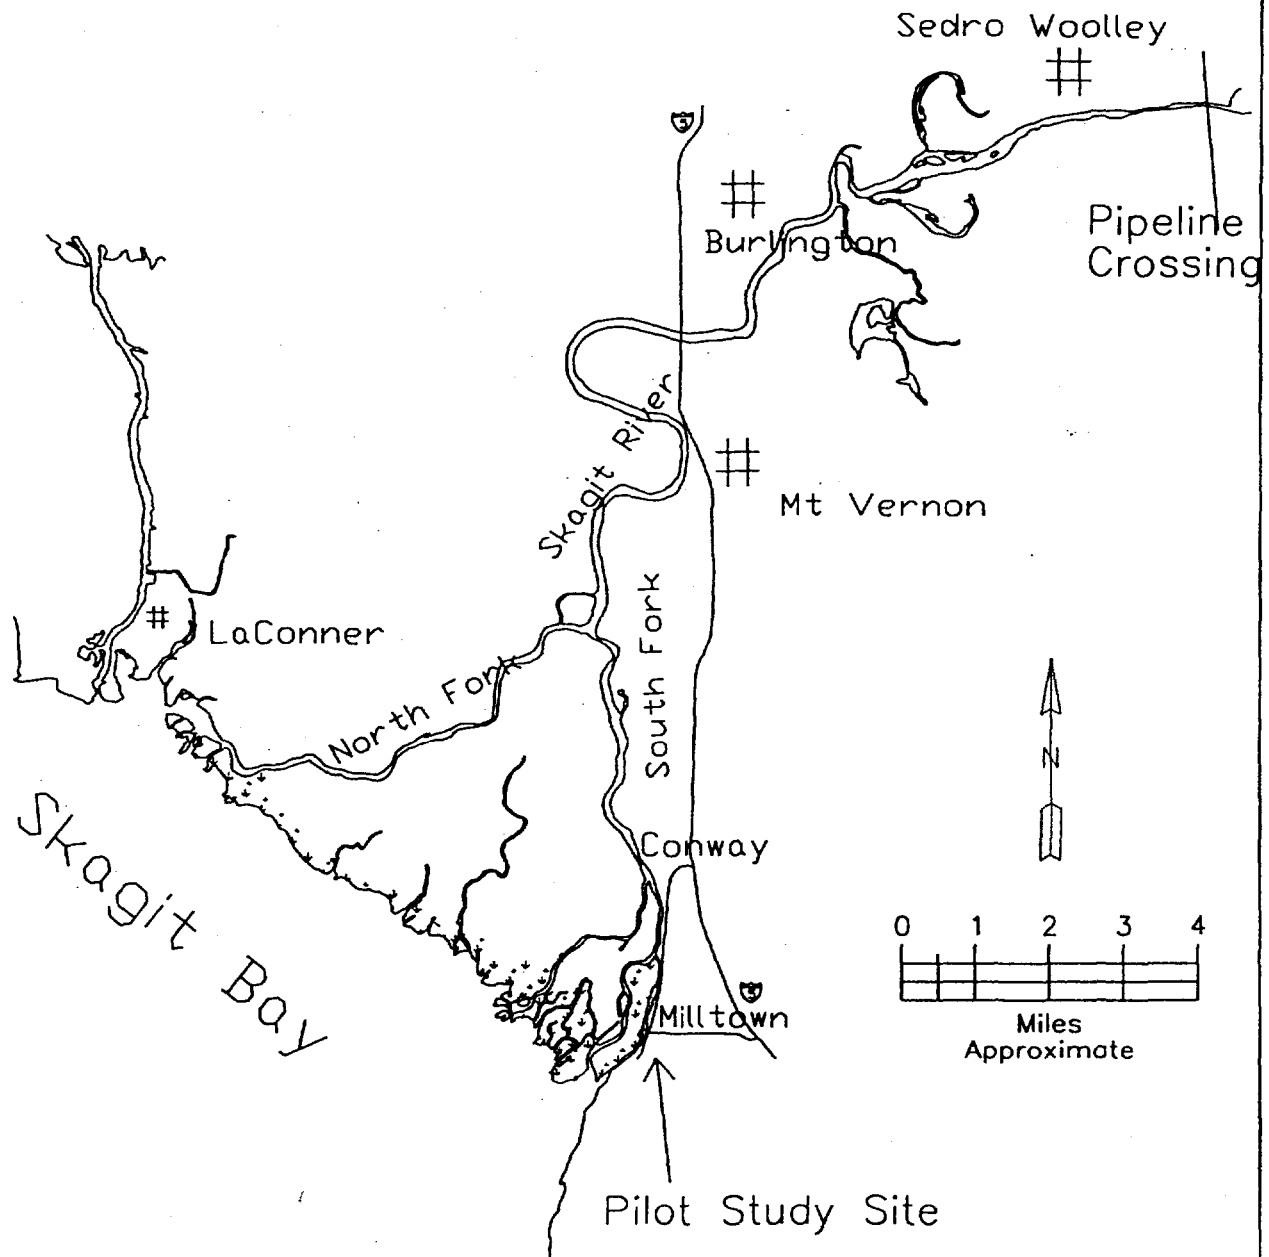 Sedro Woolley
5
Burlington
Pipeline
Crossing
Skagit River
Mt Vernon
LaConner
South Fork
North Fork
N
Skagit Bay
Conway
0 1 2 3 4
Miles
Approximate
5
Milltown
Pilot Study Site